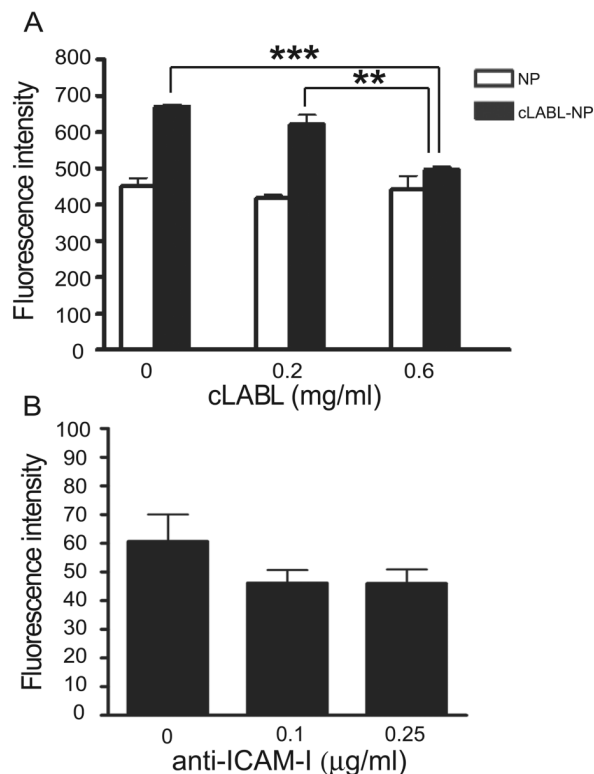 A
Fluorescence intensity
800
700
600
500
400
300
200
100
0
***
**
NP
cLABL-NP
0 0.2 0.6
cLABL (mg/ml)
B
Fluorescence intensity
100
90
80
70
60
50
40
30
20
10
0
0 0.1 0.25
anti-ICAM-I (μg/ml)